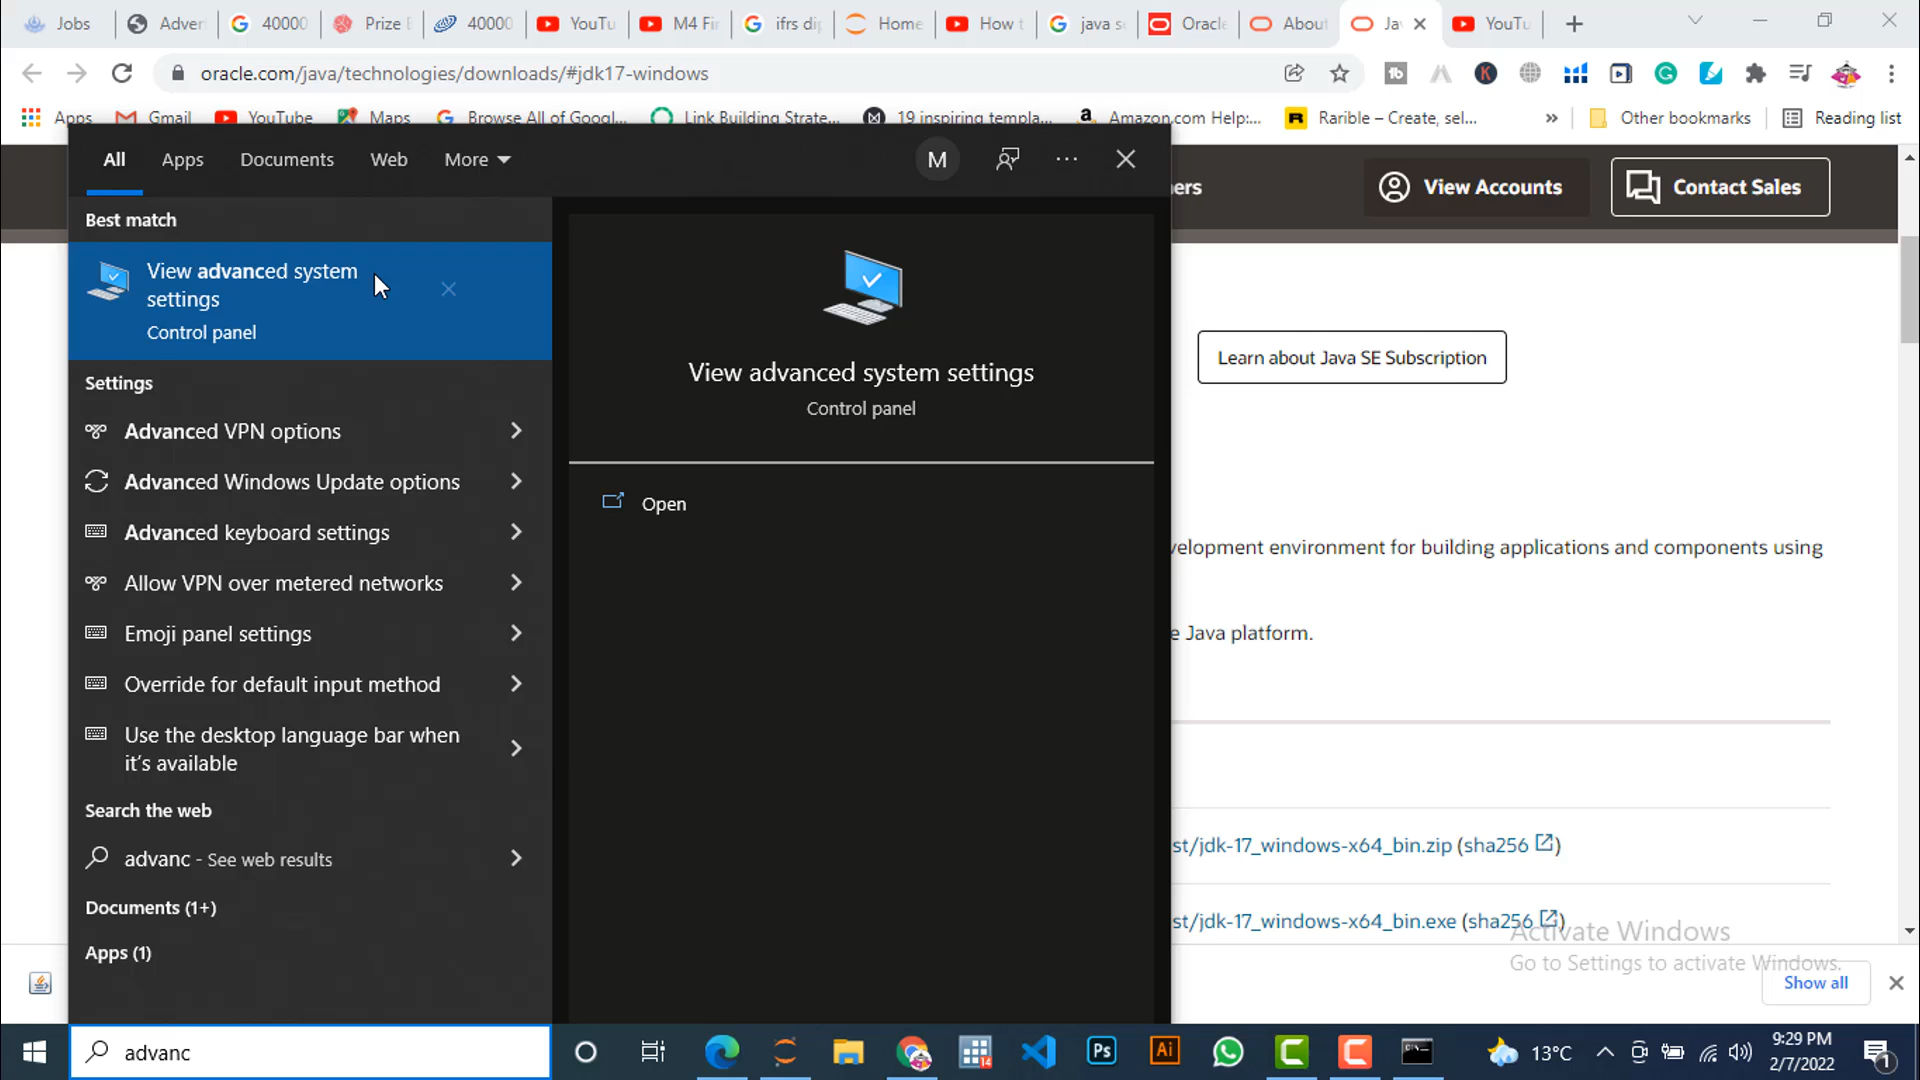 Jobs
Adver
40000
Prize E
40000
YouTu
M4 Fir
ifrs di
Home
How t
java se
Oracle
About
Ja
YouTu
oracle.com/java/technologies/downloads/#jdk17-windows
Apps
Gmail
YouTube
Maps
Browse All of Googl...
Link Building Strate...
19 inspiring templa...
Amazon.com Help:...
Rarible – Create, sel...
»
Other bookmarks
Reading list
All
Apps
Documents
Web
More
M
ers
View Accounts
Contact Sales
Best match
View advanced system
settings
Control panel
View advanced system settings
Control panel
Open
Learn about Java SE Subscription
Settings
Advanced VPN options
Advanced Windows Update options
Advanced keyboard settings
Allow VPN over metered networks
Emoji panel settings
Override for default input method
Use the desktop language bar when
it's available
velopment environment for building applications and components using
e Java platform.
Search the web
advanc - See web results
Documents (1+)
Apps (1)
st/jdk-17_windows-x64_bin.zip (sha256)
st/jdk-17_windows-x64_bin.exe (sha256)
Activate Windows
Go to Settings to activate Windows.
Show all
advanc
14
Ps
Ai
13°C
9:29 PM
2/7/2022
1